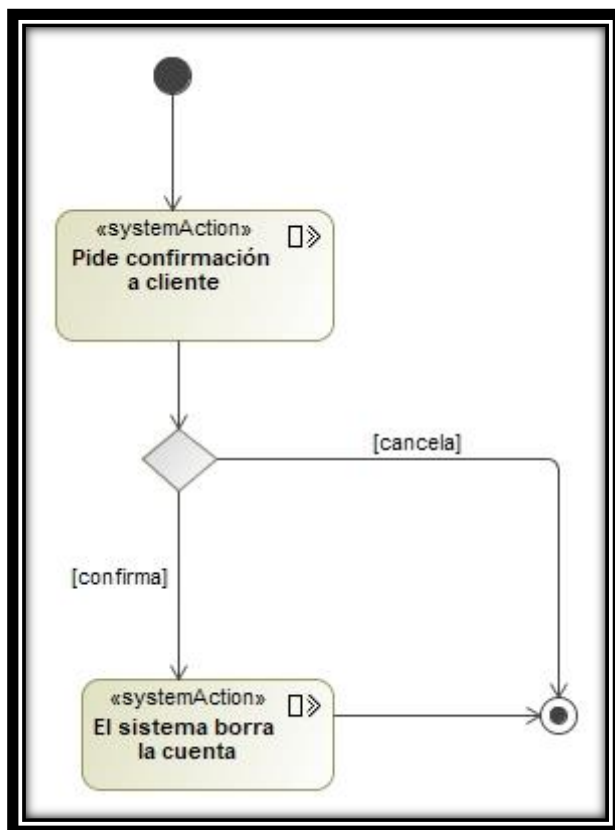 «systemAction»
Pide confirmación
a cliente
[cancela]
[confirma]
«systemAction»
El sistema borra
la cuenta